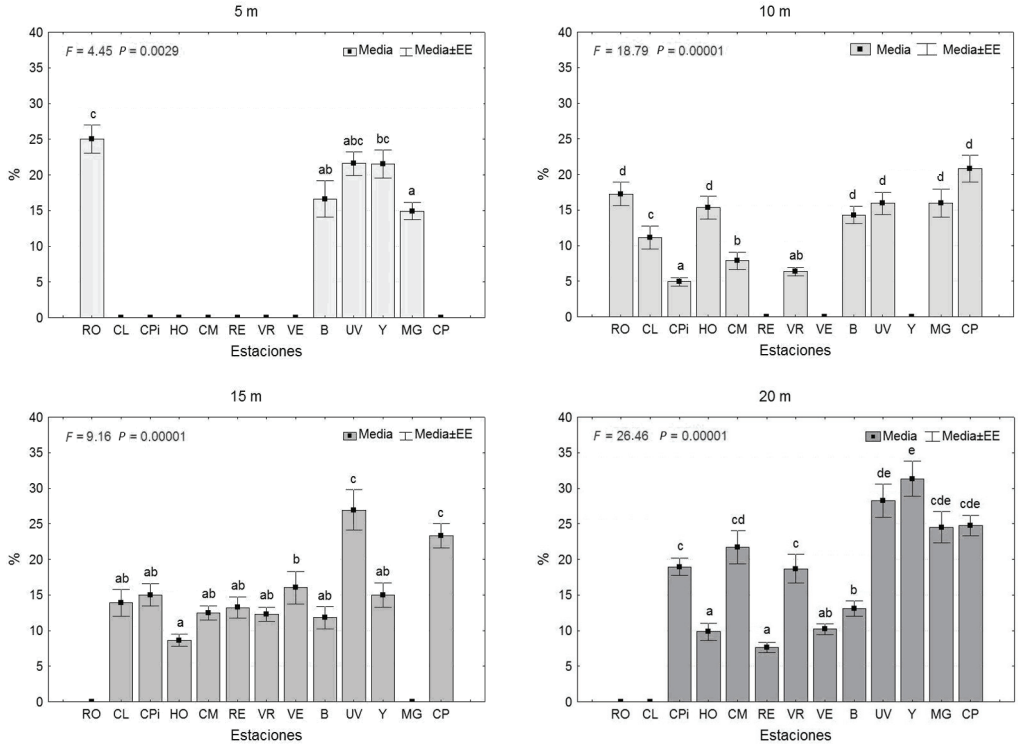 5 m
F = 4.45 P = 0.0029
Media Media±EE
40
35
30
25
20
15
10
5
0
%
c
ab
abc
bc
a
RO CL CPi HO CM RE VR VE B UV Y MG CP
Estaciones
10 m
F = 18.79 P = 0.00001
Media Media±EE
40
35
30
25
20
15
10
5
0
%
d
c
a
d
b
ab
d
d
d
d
RO CL CPi HO CM RE VR VE B UV Y MG CP
Estaciones
15 m
F = 9.16 P = 0.00001
Media Media±EE
40
35
30
25
20
15
10
5
0
%
ab
ab
a
ab
ab
ab
b
ab
c
ab
c
RO CL CPi HO CM RE VR VE B UV Y MG CP
Estaciones
20 m
F = 26.46 P = 0.00001
Media Media±EE
40
35
30
25
20
15
10
5
0
%
c
a
cd
a
c
ab
b
de
e
cde
cde
RO CL CPi HO CM RE VR VE B UV Y MG CP
Estaciones